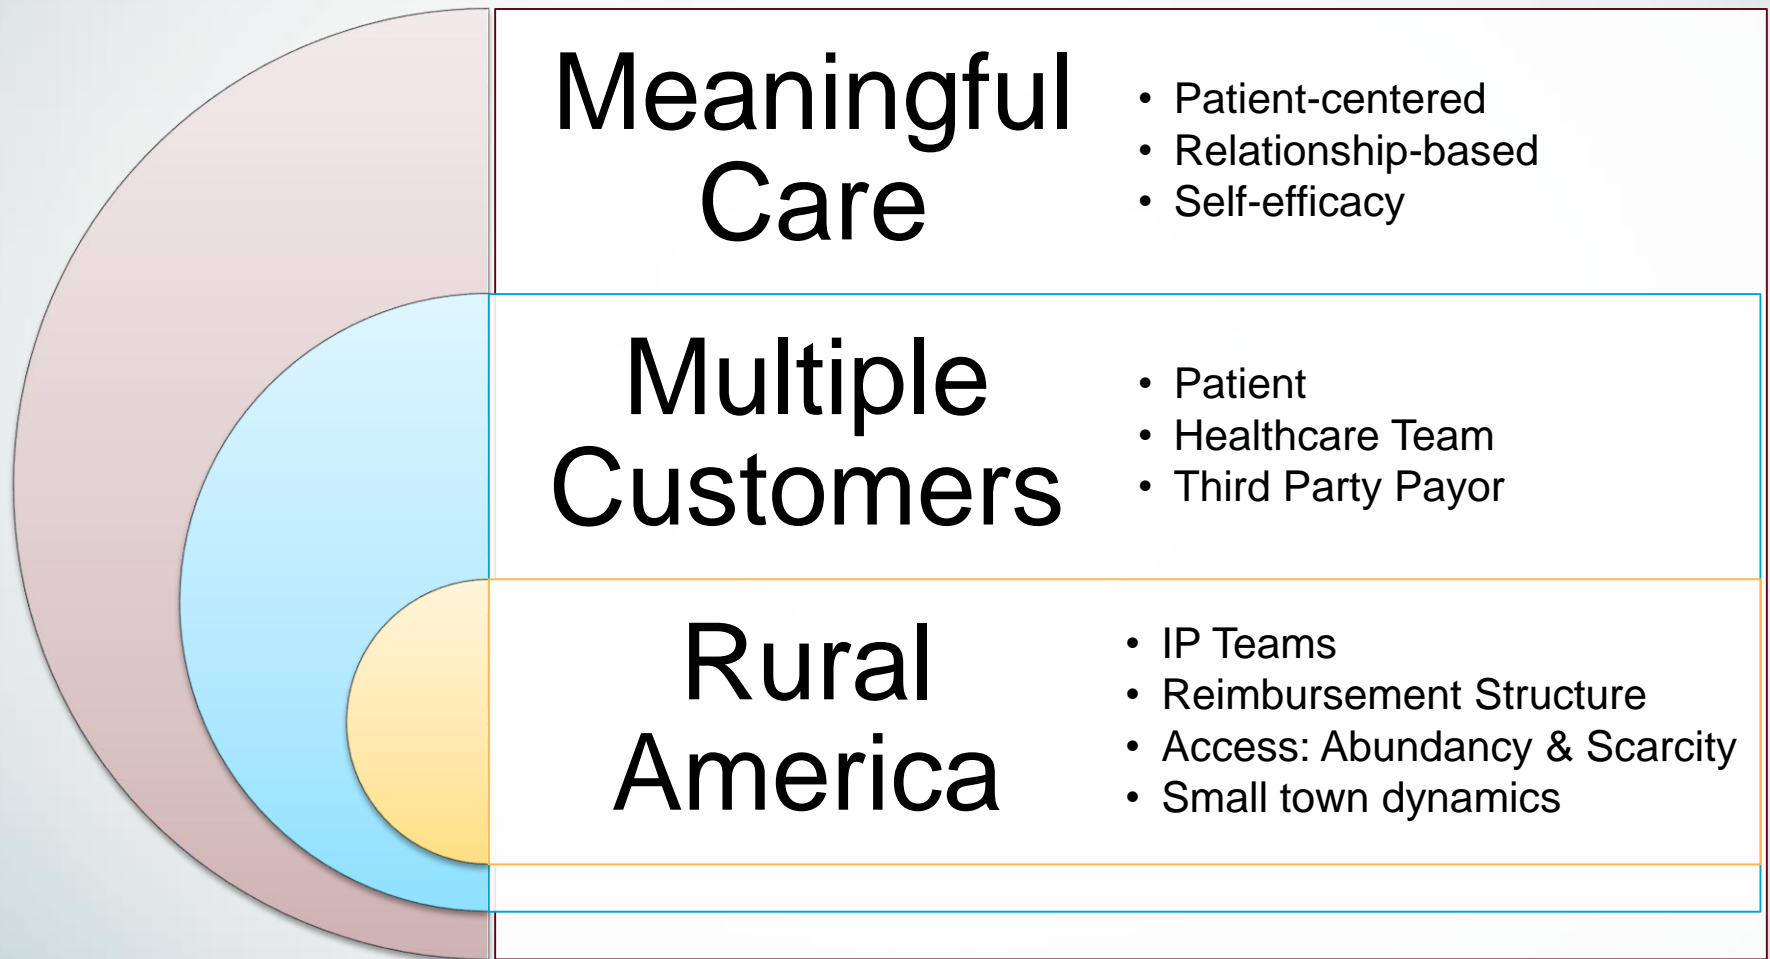 Meaningful
Care
• Patient-centered
• Relationship-based
• Self-efficacy
Multiple
Customers
• Patient
• Healthcare Team
• Third Party Payor
Rural
America
• IP Teams
• Reimbursement Structure
• Access: Abundancy & Scarcity
• Small town dynamics